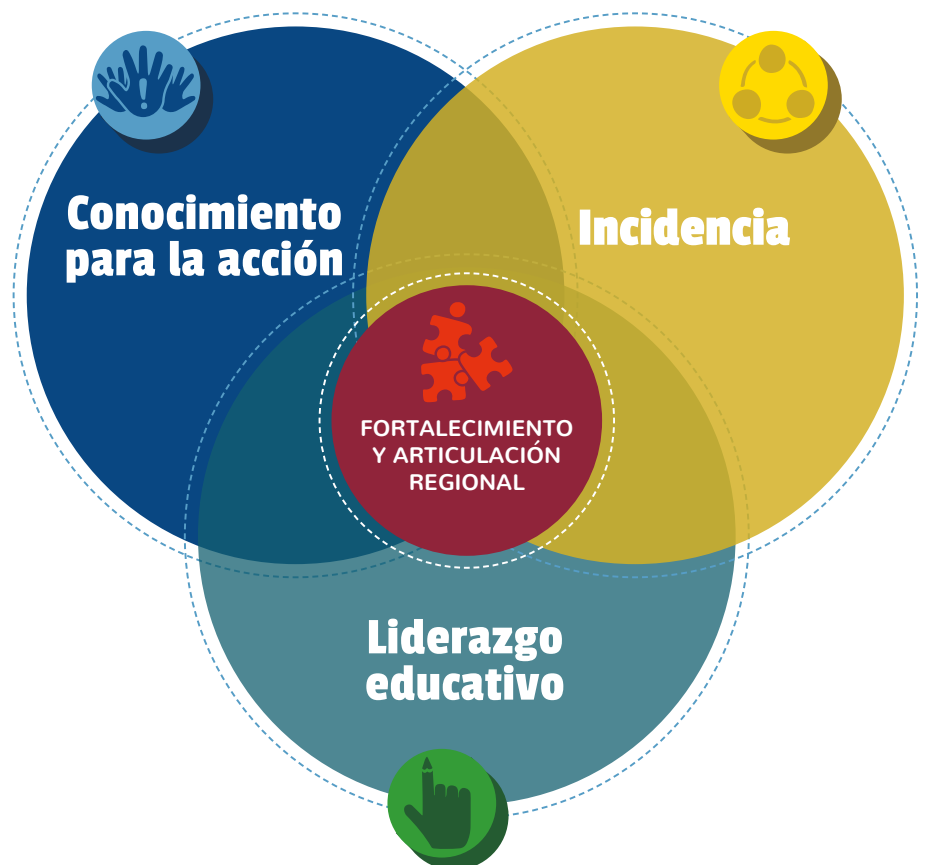 Conocimiento
para la acción
Incidencia
FORTALECIMIENTO
Y ARTICULACIÓN
REGIONAL
Liderazgo
educativo